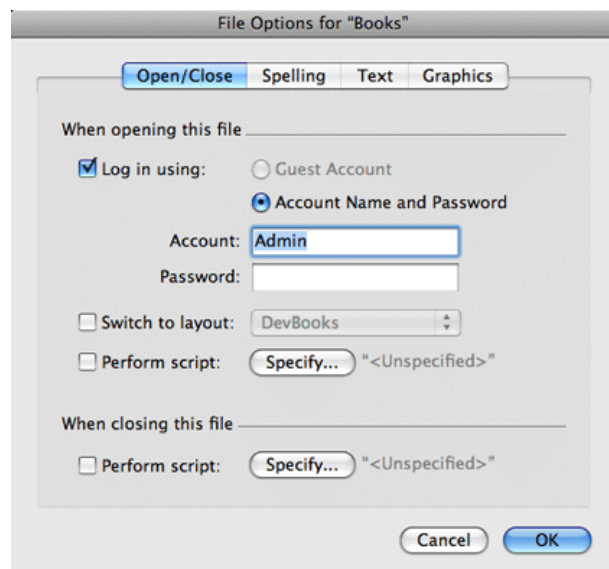 File Options for “Books”
Open/Close Spelling Text Graphics
When opening this file
Log in using: Guest Account
Account Name and Password
Account: Admin
Password:
Switch to layout: DevBooks
Perform script: Specify... “<Unspecified>”
When closing this file
Perform script: Specify... “<Unspecified>”
Cancel OK